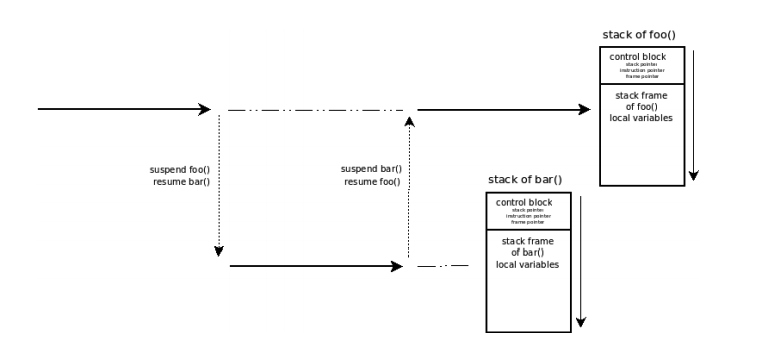 stack of foo()
control block
stack pointer
instruction pointer
frame pointer
stack frame
of foo()
local variables
suspend foo()
resume bar()
suspend bar()
resume foo()
stack of bar()
control block
stack pointer
instruction pointer
frame pointer
stack frame
of bar()
local variables